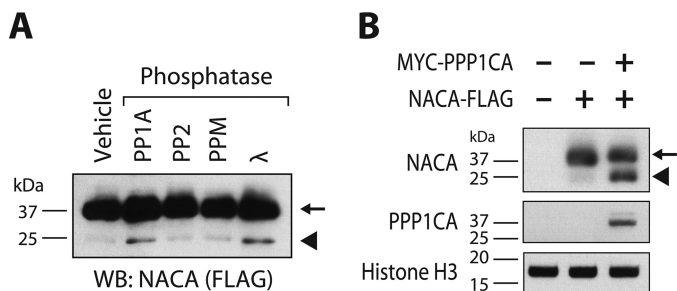 A
Phosphatase
Vehicle
PP1A
PP2
PPM
λ
kDa
37
25
WB: NACA (FLAG)
B
MYC-PPP1CA – – +
NACA-FLAG – + +
kDa
NACA
37
25
PPP1CA
37
25
Histone H3
20
15